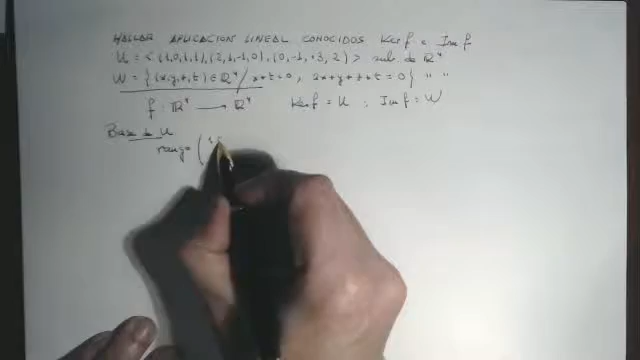 HALLAR APLICACION LINEAL CONOCIDOS Ker f e Im f
U = < (1,0,1,1), (2,1,-1,0), (0,-1,+3,2) > sub. de ℝ⁴
W = { (x,y,z,t) ∈ ℝ⁴ / x+t=0, 2x+y+z+t=0 } " "
f: ℝ⁴ → ℝ⁴ Ker f = U ; Im f = W
Base de U
rango (